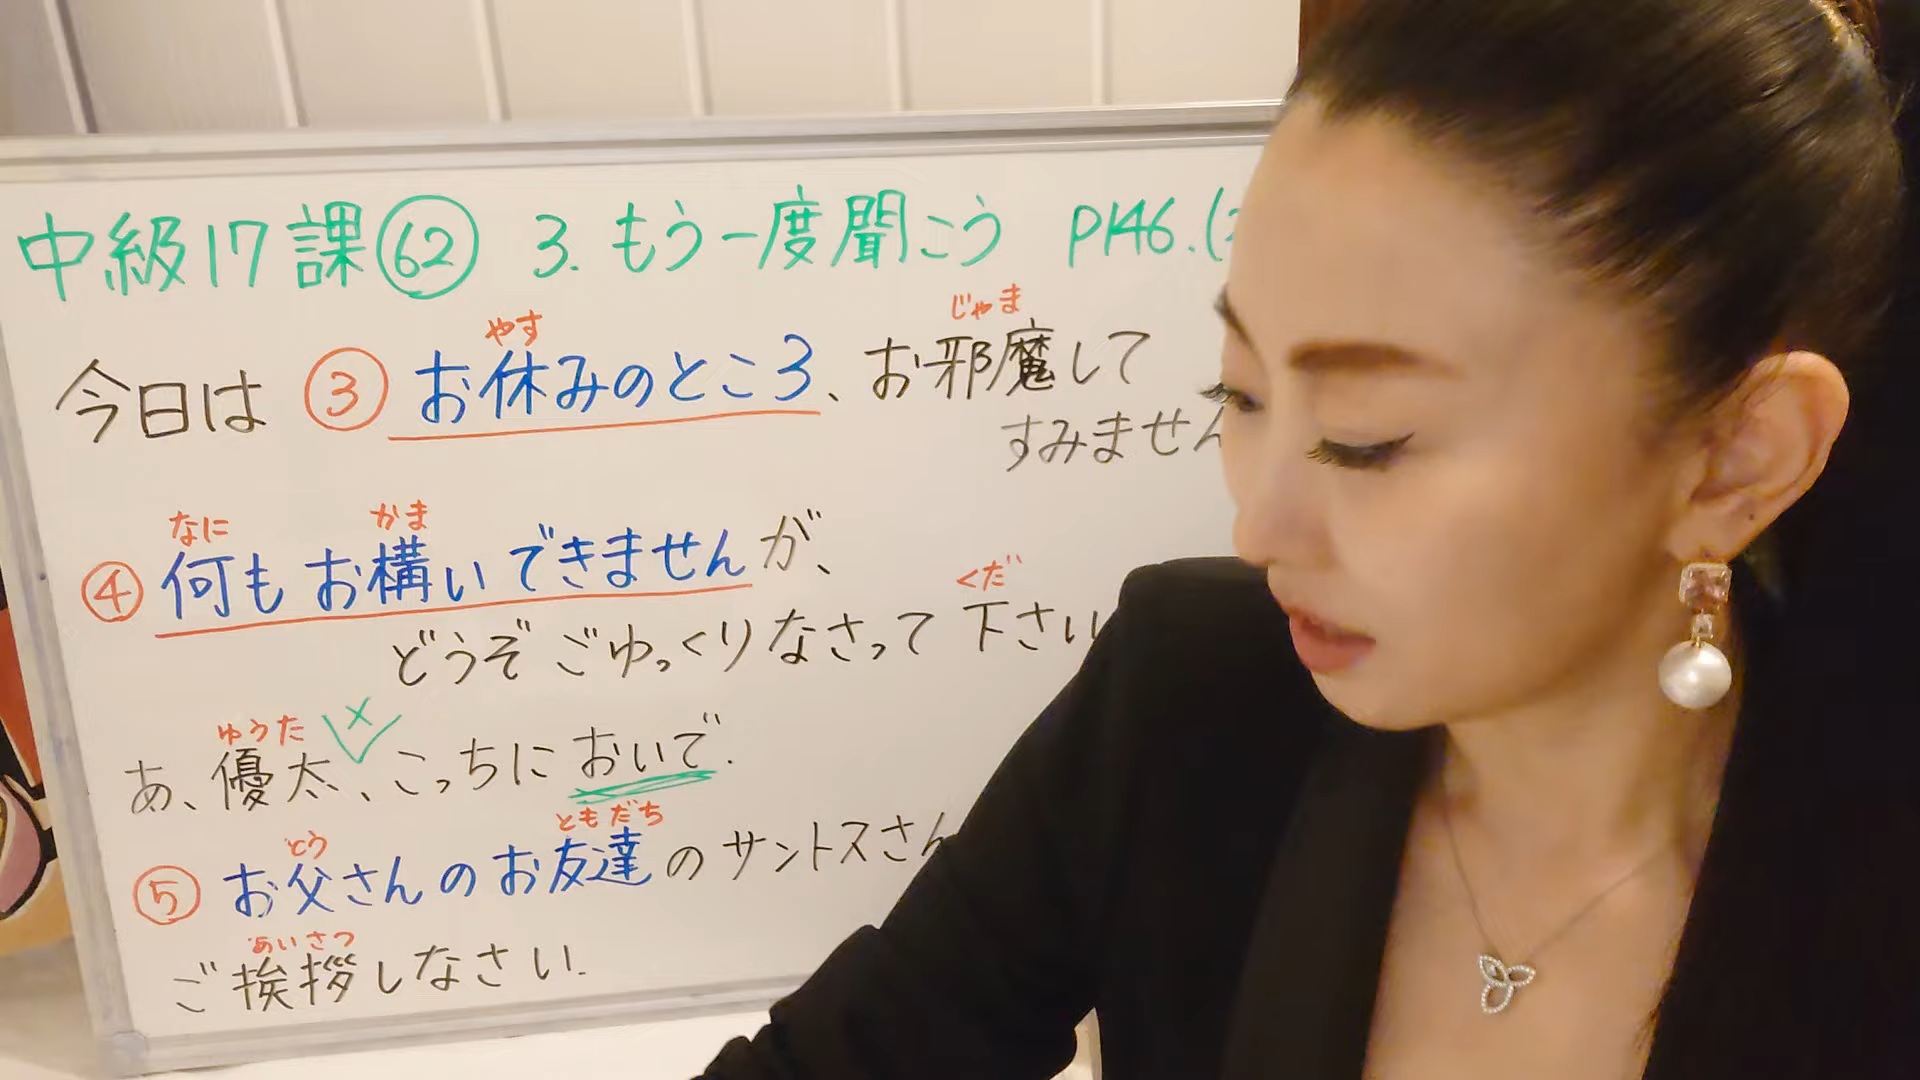 中級17課62 3.もう一度聞こう P146.(
やす じゃま
今日は ③お休みのところ、お邪魔して
すみません
なに かま
④何もお構いできませんが、
くだ
どうぞごゆっくりなさって下さい
ゆうた ×
あ、優太、こっちにおいで.
とう ともだち
⑤お父さんのお友達のサントスさん
あいさつ
ご挨拶しなさい.